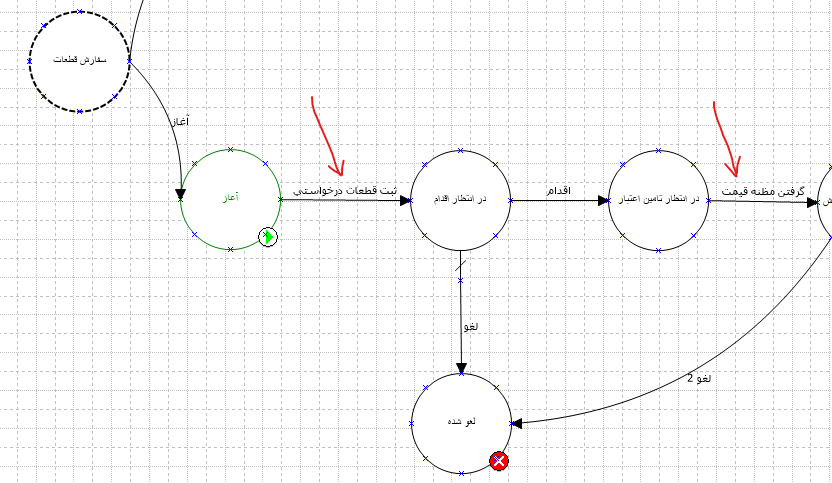 سفارش قطعات
آغاز
آغاز
ثبت قطعات درخواستي
در انتظار اقدام
اقدام
در انتظار تامین اعتبار
گرفتن مظنه قیمت
لغو
لغو 2
لغو شده